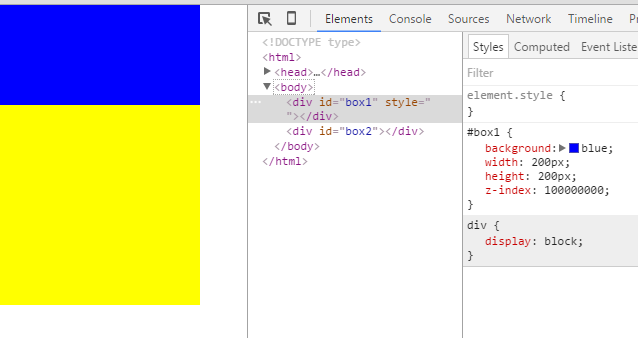 Elements Console Sources Network Timeline
<!DOCTYPE type>
<html>
▶<head>…</head>
▼<body>
… <div id="box1" style="
"></div>
<div id="box2"></div>
</body>
</html>
Styles Computed Event Liste
Filter
element.style {
}
#box1 {
background:▶blue;
width: 200px;
height: 200px;
z-index: 100000000;
}
div {
display: block;
}